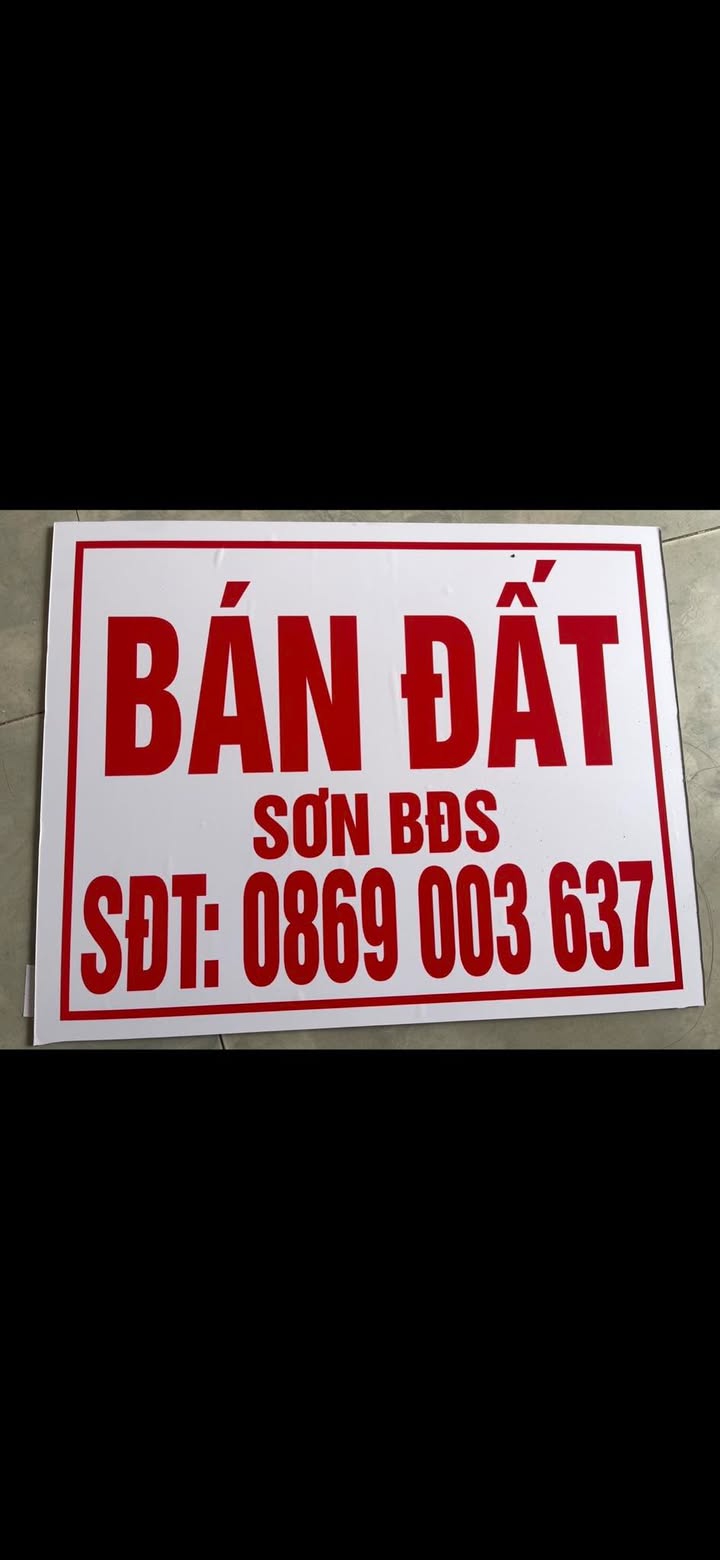 BÁN ĐẤT
SƠN BĐS
SĐT: 0869 003 637